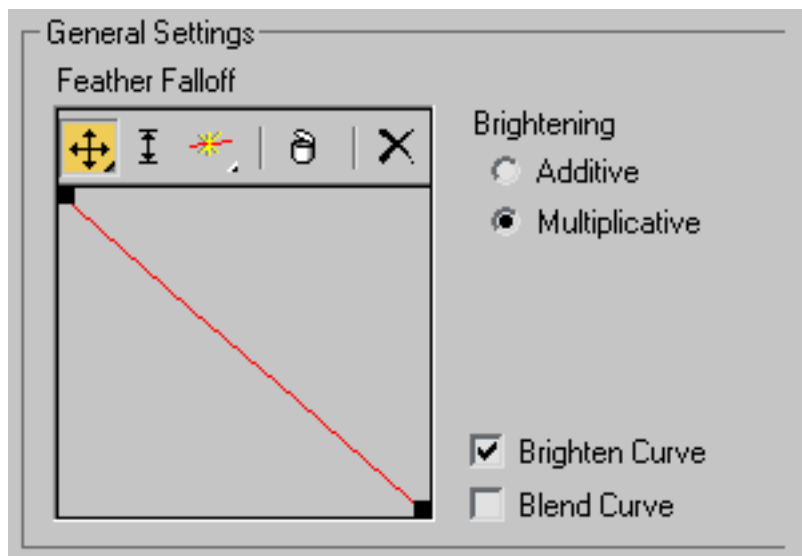 General Settings
Feather Falloff
Brightening
Additive
Multiplicative
Brighten Curve
Blend Curve